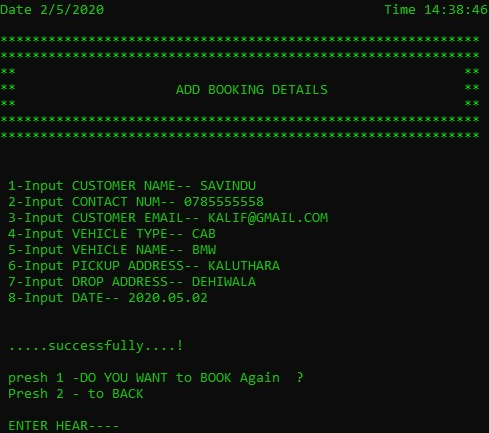 Date 2/5/2020 Time 14:38:46
************************************************************
************************************************************
** **
** ADD BOOKING DETAILS **
** **
************************************************************
************************************************************
1-Input CUSTOMER NAME-- SAVINDU
2-Input CONTACT NUM-- 0785555558
3-Input CUSTOMER EMAIL-- KALIF@GMAIL.COM
4-Input VEHICLE TYPE-- CAB
5-Input VEHICLE NAME-- BMW
6-Input PICKUP ADDRESS-- KALUTHARA
7-Input DROP ADDRESS-- DEHIWALA
8-Input DATE-- 2020.05.02
.....successfully....!
presh 1 -DO YOU WANT to BOOK Again ?
Presh 2 - to BACK
ENTER HEAR----